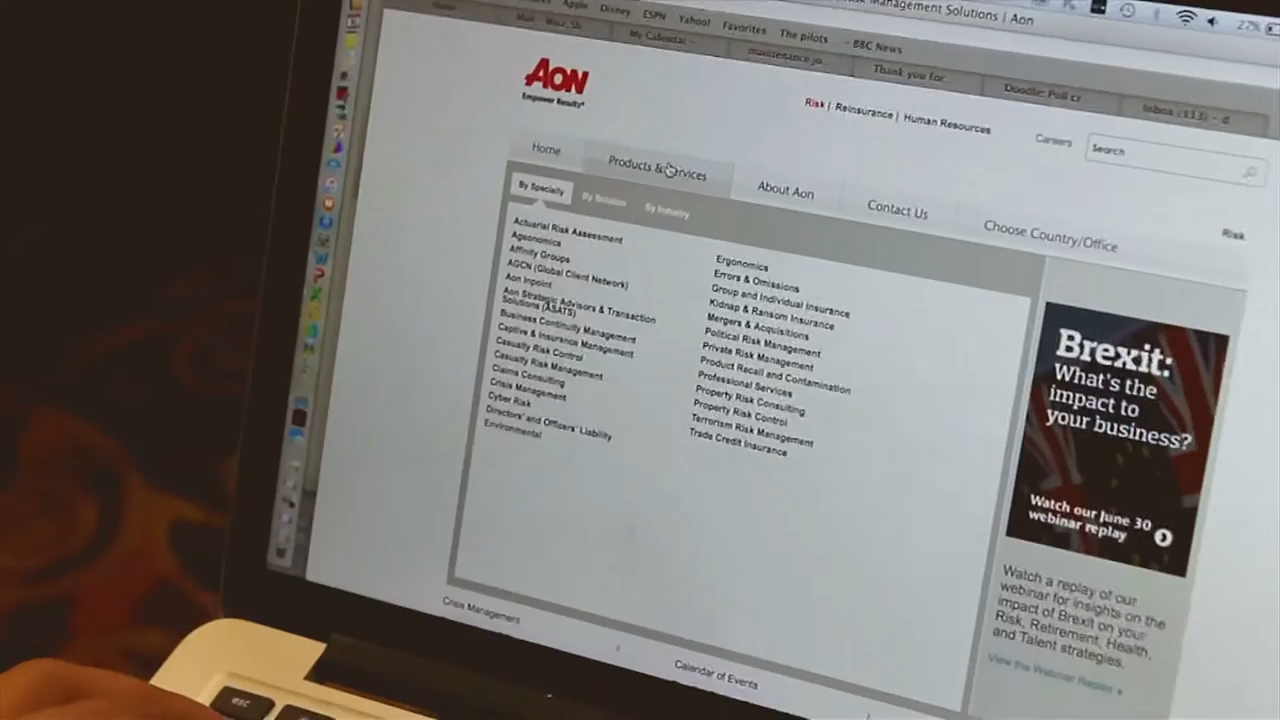 Management Solutions | Aon
27%
Apple Disney ESPN Yahoo! Favorites The pilots - BBC News
My Calendar - maintenance jo... Thank you for... Doodle: Poll cr Inbox (113) - d
AON
Empower Results®
Risk | Reinsurance | Human Resources
Careers
Search
Home
Products & Services
About Aon
Contact Us
Choose Country/Office
Risk
By Specialty
By Industry
Actuarial Risk Assessment
Ageonomics
Affinity Groups
AGCN (Global Client Network)
Aon Inpoint
Aon Strategic Advisors & Transaction
Solutions (ASATS)
Business Continuity Management
Captive & Insurance Management
Casualty Risk Control
Casualty Risk Management
Claims Consulting
Crisis Management
Cyber Risk
Directors' and Officers' Liability
Environmental
Ergonomics
Errors & Omissions
Group and Individual Insurance
Kidnap & Ransom Insurance
Mergers & Acquisitions
Political Risk Management
Private Risk Management
Product Recall and Contamination
Professional Services
Property Risk Consulting
Property Risk Control
Terrorism Risk Management
Trade Credit Insurance
Brexit:
What's the
impact to
your business?
Watch our June 30
webinar replay
Watch a replay of our
webinar for insights on the
impact of Brexit on your
Risk, Retirement, Health,
and Talent strategies.
View the Webinar Replay
Crisis Management
Calendar of Events
esc